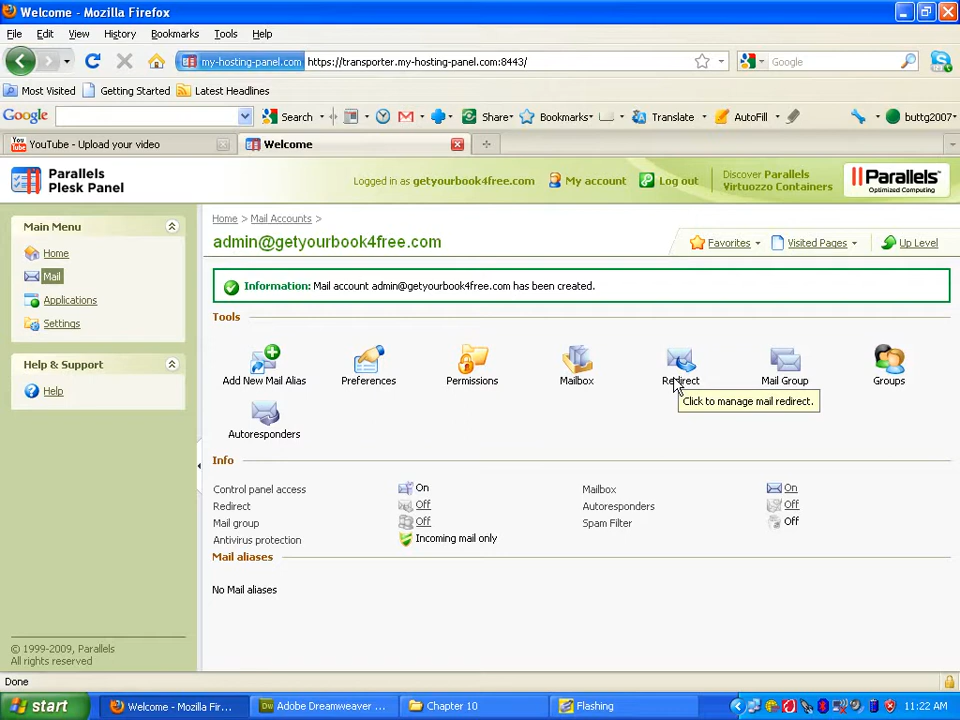 Welcome - Mozilla Firefox
File Edit View History Bookmarks Tools Help
my-hosting-panel.com https://transporter.my-hosting-panel.com:8443/ Google
Most Visited Getting Started Latest Headlines
Google Search Share Bookmarks Translate AutoFill buttg2007
YouTube - Upload your video Welcome
Parallels Plesk Panel
Logged in as getyourbook4free.com My account Log out Discover Parallels Virtuozzo Containers
Parallels Optimized Computing
Main Menu
Home
Mail
Applications
Settings
Help & Support
Help
Home > Mail Accounts >
admin@getyourbook4free.com
Favorites Visited Pages Up Level
Information: Mail account admin@getyourbook4free.com has been created.
Tools
Add New Mail Alias Preferences Permissions Mailbox Redirect Mail Group Groups
Click to manage mail redirect.
Autoresponders
Info
Control panel access On Mailbox On
Redirect Off Autoresponders Off
Mail group Off Spam Filter Off
Antivirus protection Incoming mail only
Mail aliases
No Mail aliases
© 1999-2009, Parallels
All rights reserved
Done
start Welcome - Mozilla Fir... Adobe Dreamweaver ... Chapter 10 Flashing 11:22 AM